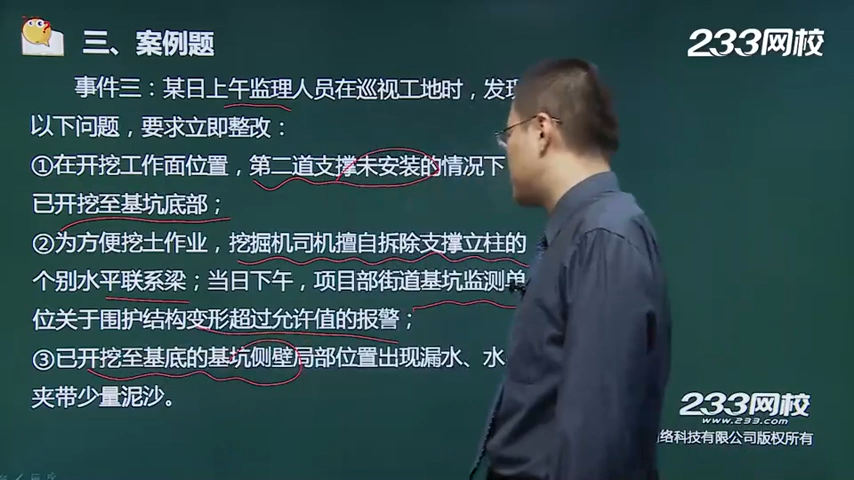 三、案例题
233网校
事件三：某日上午监理人员在巡视工地时，发现
以下问题，要求立即整改：
①在开挖工作面位置，第二道支撑未安装的情况下
已开挖至基坑底部；
②为方便挖土作业，挖掘机司机擅自拆除支撑立柱的
个别水平联系梁；当日下午，项目部街道基坑监测单
位关于围护结构变形超过允许值的报警；
③已开挖至基底的基坑侧壁局部位置出现漏水、水
夹带少量泥沙。
233网校
www.233.com
络科技有限公司版权所有